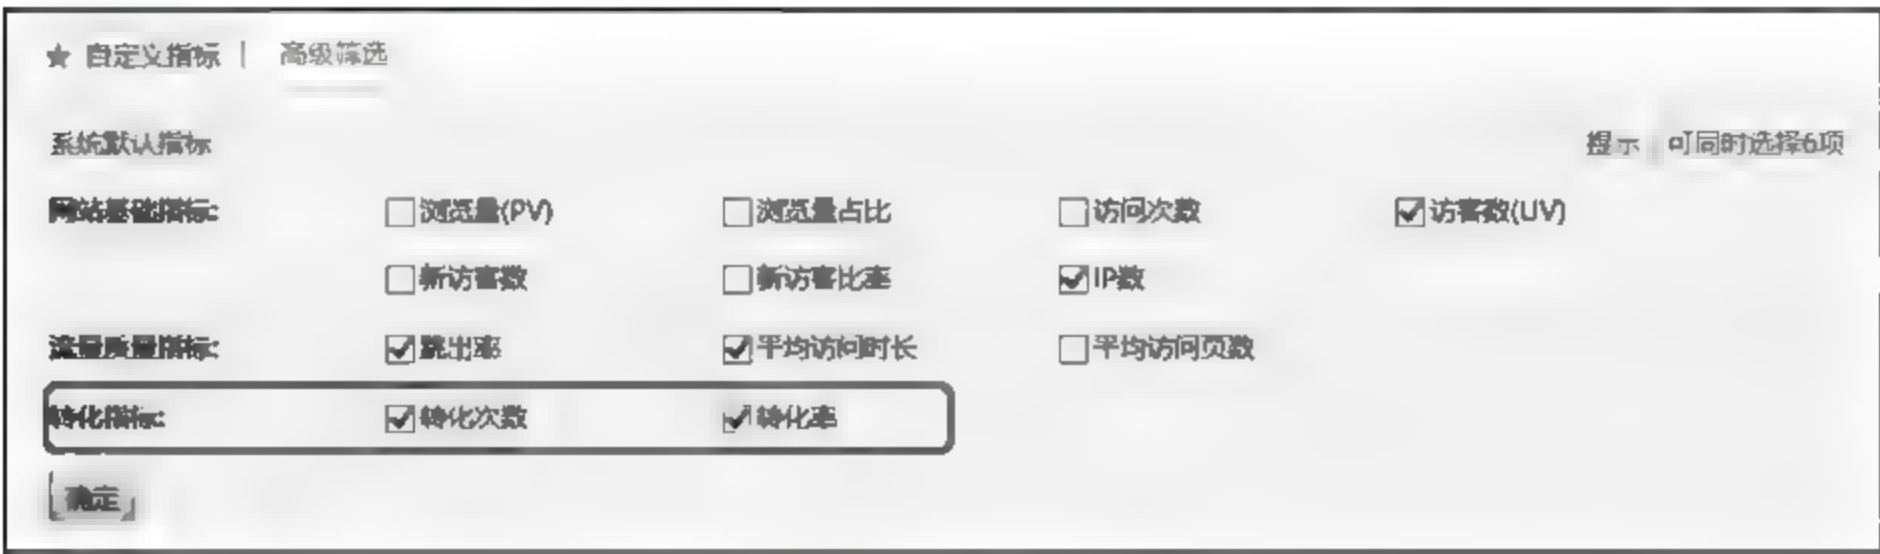 ★ 自定义指标 | 高级筛选
系统默认指标 提示 可同时选择6项
网站基础指标: 浏览量(PV) 浏览量占比 访问次数 访客数(UV)
新访客数 新访客比率 IP数
流量质量指标: 跳出率 平均访问时长 平均访问页数
转化指标: 转化次数 转化率
确定